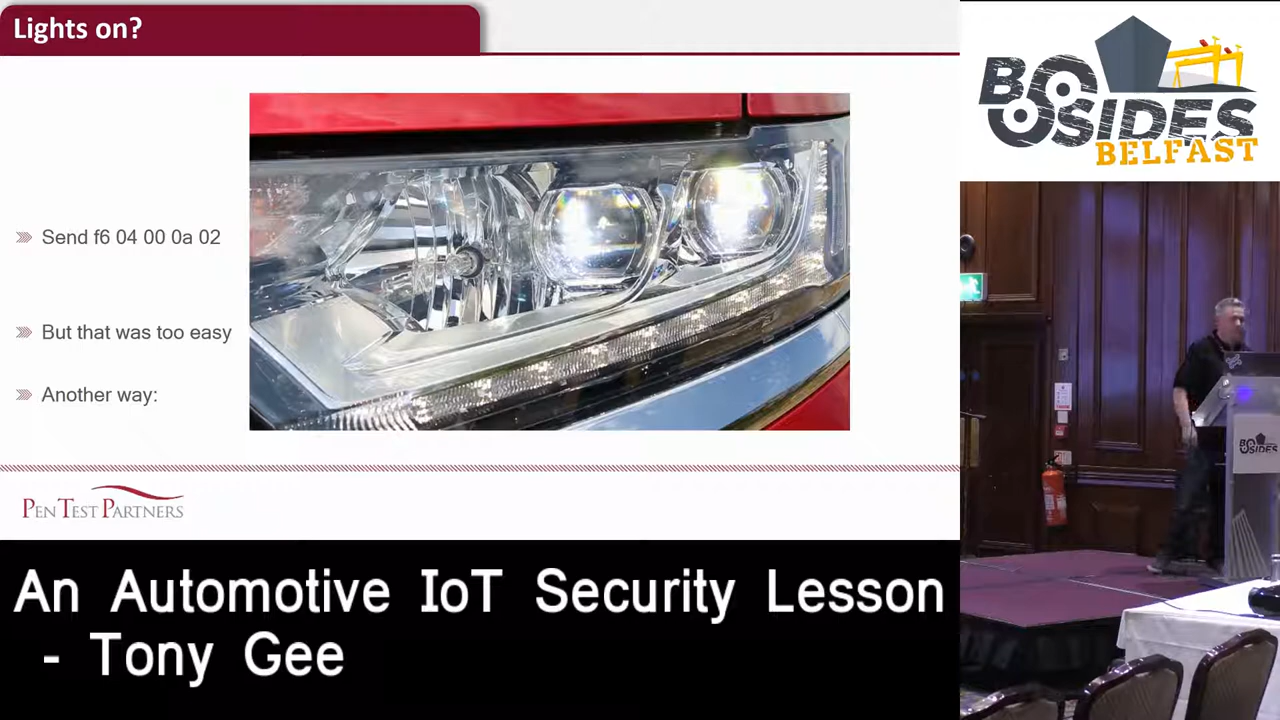 Lights on?
Send f6 04 00 0a 02
But that was too easy
Another way:
PEN TEST PARTNERS
An Automotive IoT Security Lesson
- Tony Gee
BSIDES
BELFAST
BSIDES